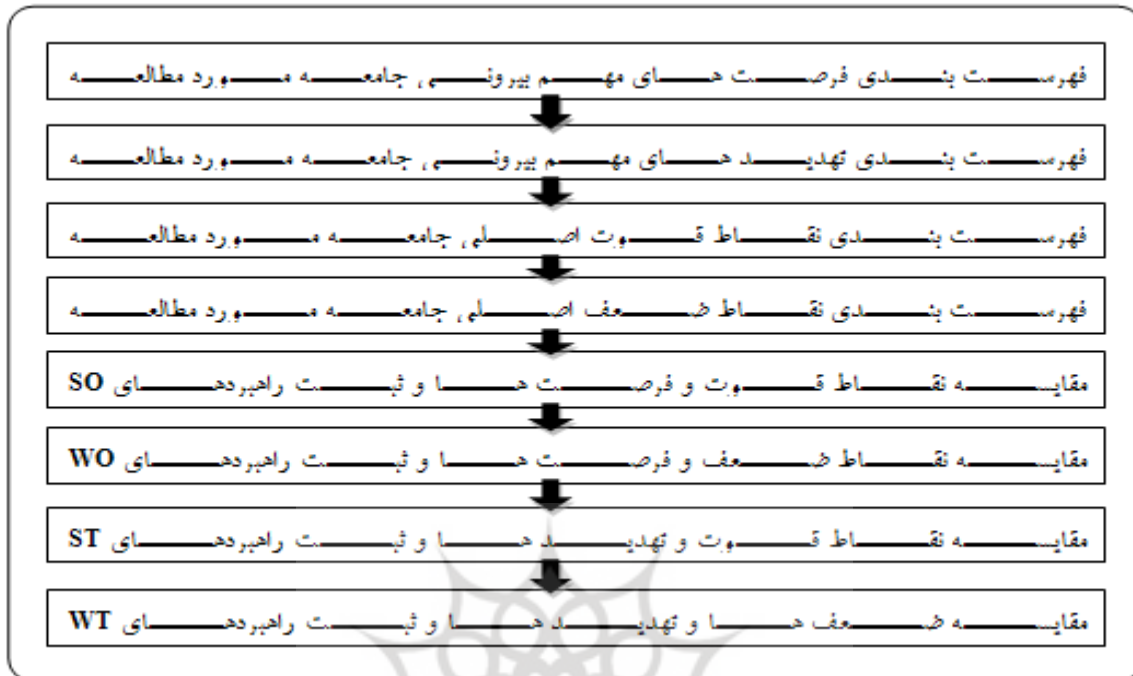 فهرست بندی فرصت های مهم بیرونی جامعه مورد مطالعه
فهرست بندی تهدید های مهم بیرونی جامعه مورد مطالعه
فهرست بندی نقاط قوت اصلی جامعه مورد مطالعه
فهرست بندی نقاط ضعف اصلی جامعه مورد مطالعه
مقایسه نقاط قوت و فرصت ها و ثبت راهبردهای SO
مقایسه نقاط ضعف و فرصت ها و ثبت راهبردهای WO
مقایسه نقاط قوت و تهدید ها و ثبت راهبردهای ST
مقایسه ضعف ها و تهدید ها و ثبت راهبردهای WT